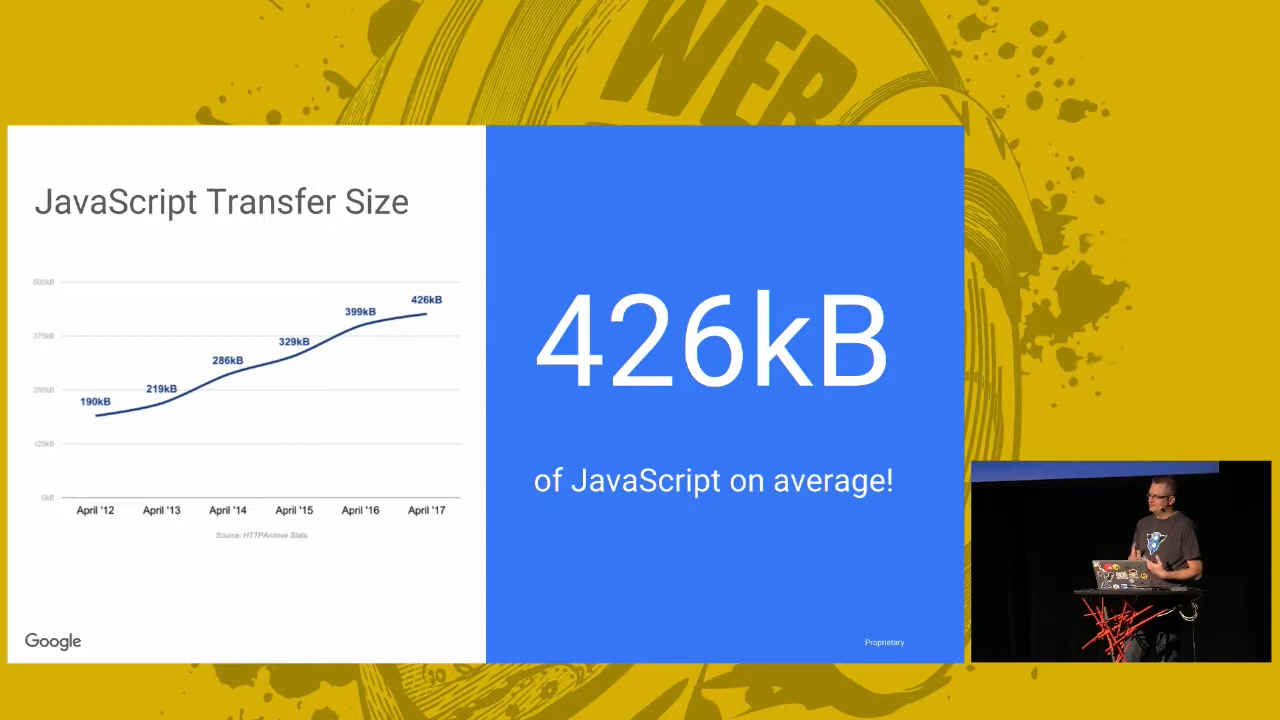 WEB
JavaScript Transfer Size
500kB
375kB
250kB
125kB
0kB
190kB
219kB
286kB
329kB
399kB
426kB
April '12
April '13
April '14
April '15
April '16
April '17
Source: HTTPArchive Stats
Google
426kB
of JavaScript on average!
Proprietary